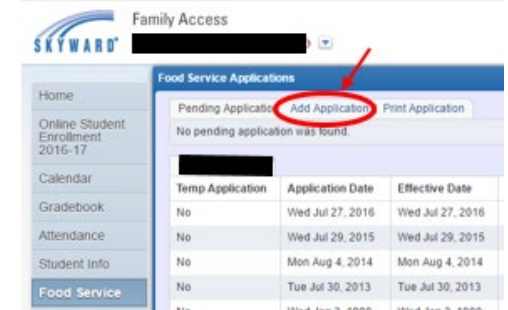 Family Access
SKYWARD
Food Service Applications
Home
Online Student
Enrollment
2016-17
Calendar
Gradebook
Attendance
Student Info
Food Service
Pending Applicatio Add Application Print Application
No pending application was found.
Temp Application Application Date Effective Date
No Wed Jul 27, 2016 Wed Jul 27, 2016
No Wed Jul 29, 2015 Wed Jul 29, 2015
No Mon Aug 4, 2014 Mon Aug 4, 2014
No Tue Jul 30, 2013 Tue Jul 30, 2013